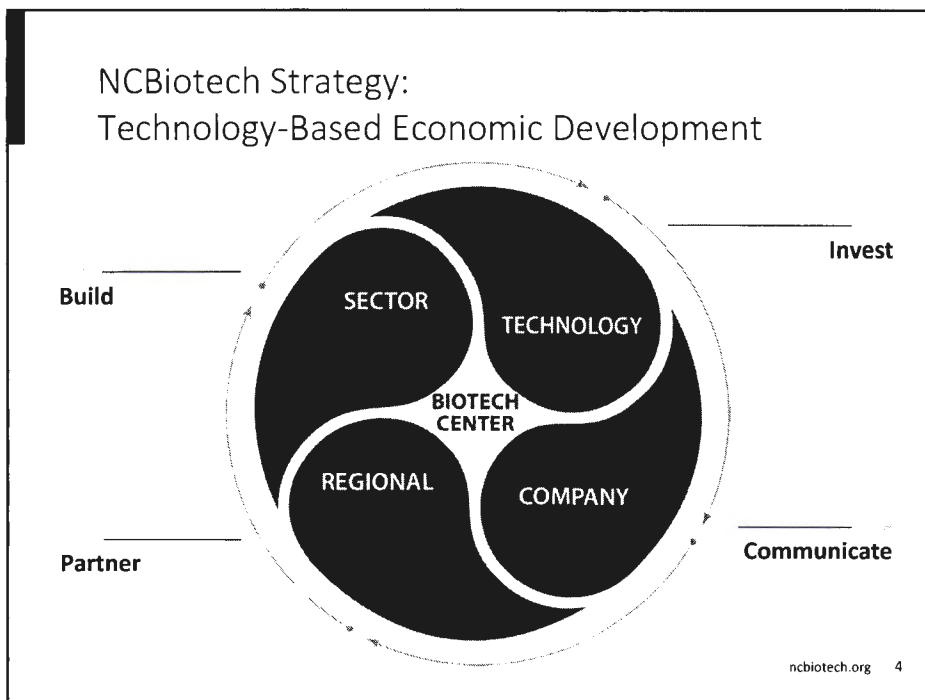 NCBiotech Strategy:
Technology-Based Economic Development
Invest
Build
SECTOR
TECHNOLOGY
BIOTECH
CENTER
REGIONAL
COMPANY
Communicate
Partner
ncbiotech.org 4